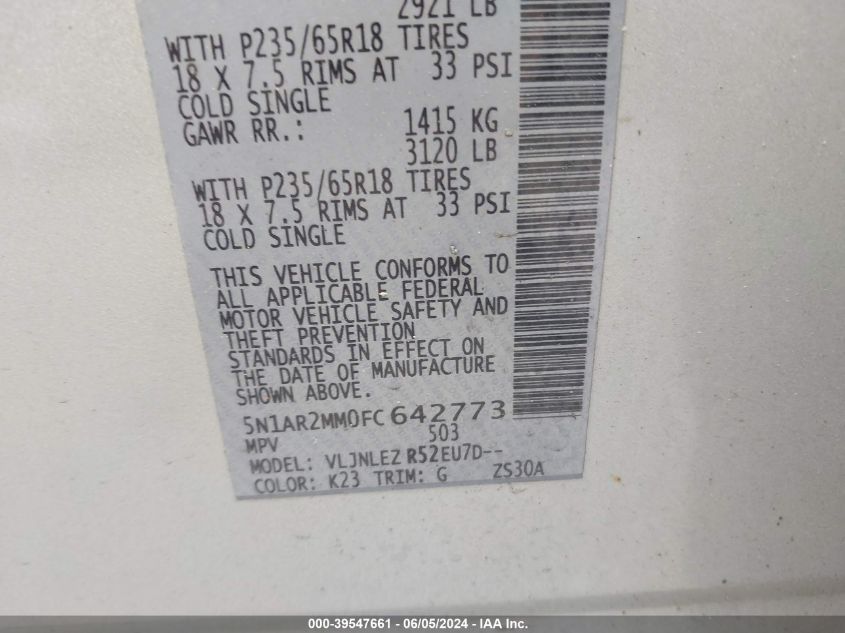 2921 LB
WITH P235/65R18 TIRES
18 X 7.5 RIMS AT 33 PSI
COLD SINGLE
GAWR RR.: 1415 KG
3120 LB
WITH P235/65R18 TIRES
18 X 7.5 RIMS AT 33 PSI
COLD SINGLE
THIS VEHICLE CONFORMS TO
ALL APPLICABLE FEDERAL
MOTOR VEHICLE SAFETY AND
THEFT PREVENTION
STANDARDS IN EFFECT ON
THE DATE OF MANUFACTURE
SHOWN ABOVE.
5N1AR2MM0FC642773
MPV 503
MODEL: VLJNLEZ R52EU7D--
COLOR: K23 TRIM: G ZS30A
000-39547661 - 06/05/2024 - IAA Inc.